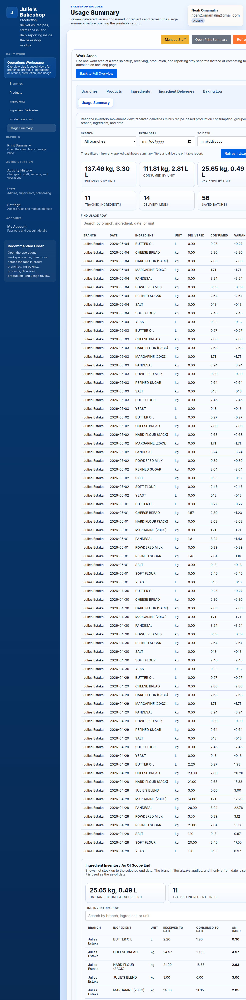 J
Julie's
Bakeshop
Production,
deliveries, recipes,
staff access, and
daily reporting inside
the bakeshop
module.
DAILY WORK
Operations Workspace
Overview plus focused views for
branches, products, ingredients,
deliveries, production, and usage
Branches
Products
Ingredients
Ingredient Deliveries
Production Runs
Usage Summary
REPORTS
Print Summary
Open the clean branch usage
report
ADMINISTRATION
Activity History
Changes to staff, settings, and
operations
Staff
Admins, supervisors, onboarding
Settings
Access rules and module defaults
ACCOUNT
My Account
Password and account details
Recommended Order
Open the operations
workspace once, then move
across the tabs in order:
branches, ingredients,
products, deliveries,
production, and usage review.
BAKESHOP MODULE
Usage Summary
Review delivered versus consumed ingredients and refresh the usage
summary before opening the printable report.
Noah Omamalin
noah2.omamalin@gmail.com
ADMIN
Manage Staff
Open Print Summary
Refre
Work Areas
Use one work area at a time so setup, receiving, production, and reporting stay separate instead of competing fo
attention on one long page.
Back to Full Overview
Branches Products Ingredients Ingredient Deliveries Baking Log
Usage Summary
Read the inventory movement view: received deliveries minus recipe-based production consumption, grouped
branch, ingredient, and date.
BRANCH FROM DATE TO DATE
All branches mm/dd/yyyy mm/dd/yyyy
These filters mirror any applied dashboard summary filters and drive the printable report.
Refresh Usag
137.46 kg, 3.30
L
DELIVERED BY UNIT
111.81 kg, 2.81 L
CONSUMED BY UNIT
25.65 kg, 0.49
L
VARIANCE BY UNIT
11
TRACKED INGREDIENTS
14
DELIVERY LINES
56
SAVED BATCHES
FIND USAGE ROW
Search by branch, ingredient, date, or unit
BRANCH DATE INGREDIENT UNIT DELIVERED CONSUMED VARIAN
Julies Estaka 2026-05-04 BUTTER OIL L 0.00 0.27 -0.27
Julies Estaka 2026-05-04 CHEESE BREAD kg 0.00 2.80 -2.80
Julies Estaka 2026-05-04 HARD FLOUR (SACK) kg 0.00 2.63 -2.63
Julies Estaka 2026-05-04 MARGARINE (20KG) kg 0.00 1.71 -1.71
Julies Estaka 2026-05-04 PANDESAL kg 0.00 3.24 -3.24
Julies Estaka 2026-05-04 POWDERED MILK kg 0.00 0.39 -0.39
Julies Estaka 2026-05-04 REFINED SUGAR kg 0.00 2.64 -2.64
Julies Estaka 2026-05-04 SALT kg 0.00 0.13 -0.13
Julies Estaka 2026-05-04 SOFT FLOUR kg 0.00 2.45 -2.45
Julies Estaka 2026-05-04 YEAST L 0.00 0.13 -0.13
Julies Estaka 2026-05-03 BUTTER OIL L 0.00 0.27 -0.27
Julies Estaka 2026-05-03 CHEESE BREAD kg 0.00 2.80 -2.80
Julies Estaka 2026-05-03 HARD FLOUR (SACK) kg 0.00 2.63 -2.63
Julies Estaka 2026-05-03 MARGARINE (20KG) kg 0.00 1.71 -1.71
Julies Estaka 2026-05-03 PANDESAL kg 0.00 3.24 -3.24
Julies Estaka 2026-05-03 POWDERED MILK kg 0.00 0.39 -0.39
Julies Estaka 2026-05-03 REFINED SUGAR kg 0.00 2.64 -2.64
Julies Estaka 2026-05-03 SALT kg 0.00 0.13 -0.13
Julies Estaka 2026-05-03 SOFT FLOUR kg 0.00 2.45 -2.45
Julies Estaka 2026-05-03 YEAST L 0.00 0.13 -0.13
Julies Estaka 2026-05-02 BUTTER OIL L 0.00 0.27 -0.27
Julies Estaka 2026-05-02 CHEESE BREAD kg 0.00 2.80 -2.80
Julies Estaka 2026-05-02 HARD FLOUR (SACK) kg 0.00 2.63 -2.63
Julies Estaka 2026-05-02 MARGARINE (20KG) kg 0.00 1.71 -1.71
Julies Estaka 2026-05-02 PANDESAL kg 0.00 3.24 -3.24
Julies Estaka 2026-05-02 POWDERED MILK kg 0.00 0.39 -0.39
Julies Estaka 2026-05-02 REFINED SUGAR kg 0.00 2.64 -2.64
Julies Estaka 2026-05-02 SALT kg 0.00 0.13 -0.13
Julies Estaka 2026-05-02 SOFT FLOUR kg 0.00 2.45 -2.45
Julies Estaka 2026-05-02 YEAST L 0.00 0.13 -0.13
Julies Estaka 2026-05-01 BUTTER OIL L 0.00 0.27 -0.27
Julies Estaka 2026-05-01 CHEESE BREAD kg 1.57 2.80 -1.23
Julies Estaka 2026-05-01 HARD FLOUR (SACK) kg 0.00 2.63 -2.63
Julies Estaka 2026-05-01 MARGARINE (20KG) kg 0.00 1.71 -1.71
Julies Estaka 2026-05-01 PANDESAL kg 1.81 3.24 -1.43
Julies Estaka 2026-05-01 POWDERED MILK kg 0.00 0.39 -0.39
Julies Estaka 2026-05-01 REFINED SUGAR kg 1.48 2.64 -1.16
Julies Estaka 2026-05-01 SALT kg 0.00 0.13 -0.13
Julies Estaka 2026-05-01 SOFT FLOUR kg 0.00 2.45 -2.45
Julies Estaka 2026-05-01 YEAST L 0.00 0.13 -0.13
Julies Estaka 2026-04-30 BUTTER OIL L 0.00 0.27 -0.27
Julies Estaka 2026-04-30 CHEESE BREAD kg 0.00 2.80 -2.80
Julies Estaka 2026-04-30 HARD FLOUR (SACK) kg 0.00 2.63 -2.63
Julies Estaka 2026-04-30 MARGARINE (20KG) kg 0.00 1.71 -1.71
Julies Estaka 2026-04-30 PANDESAL kg 0.00 3.24 -3.24
Julies Estaka 2026-04-30 POWDERED MILK kg 0.00 0.39 -0.39
Julies Estaka 2026-04-30 REFINED SUGAR kg 0.00 2.64 -2.64
Julies Estaka 2026-04-30 SALT kg 0.00 0.13 -0.13
Julies Estaka 2026-04-30 SOFT FLOUR kg 0.00 2.45 -2.45
Julies Estaka 2026-04-30 YEAST L 0.00 0.13 -0.13
Julies Estaka 2026-04-29 BUTTER OIL L 0.00 0.27 -0.27
Julies Estaka 2026-04-29 CHEESE BREAD kg 0.00 2.80 -2.80
Julies Estaka 2026-04-29 HARD FLOUR (SACK) kg 0.00 2.63 -2.63
Julies Estaka 2026-04-29 MARGARINE (20KG) kg 0.00 1.71 -1.71
Julies Estaka 2026-04-29 PANDESAL kg 0.00 3.24 -3.24
Julies Estaka 2026-04-29 POWDERED MILK kg 0.00 0.39 -0.39
Julies Estaka 2026-04-29 REFINED SUGAR kg 0.00 2.64 -2.64
Julies Estaka 2026-04-29 SALT kg 0.00 0.13 -0.13
Julies Estaka 2026-04-29 SOFT FLOUR kg 0.00 2.45 -2.45
Julies Estaka 2026-04-29 YEAST L 0.00 0.13 -0.13
Julies Estaka 2026-04-28 BUTTER OIL L 2.20 0.27 1.93
Julies Estaka 2026-04-28 CHEESE BREAD kg 23.00 2.80 20.20
Julies Estaka 2026-04-28 HARD FLOUR (SACK) kg 21.00 2.63 18.38
Julies Estaka 2026-04-28 JULIE'S BLEND kg 3.00 0.00 3.00
Julies Estaka 2026-04-28 MARGARINE (20KG) kg 14.00 1.71 12.29
Julies Estaka 2026-04-28 PANDESAL kg 26.00 3.24 22.76
Julies Estaka 2026-04-28 POWDERED MILK kg 3.50 0.39 3.12
Julies Estaka 2026-04-28 REFINED SUGAR kg 21.00 2.64 18.36
Julies Estaka 2026-04-28 SALT kg 1.10 0.13 0.97
Julies Estaka 2026-04-28 SOFT FLOUR kg 20.00 2.45 17.55
Julies Estaka 2026-04-28 YEAST L 1.10 0.13 0.97
Ingredient Inventory As Of Scope End
Shows net stock up to the selected end date. The branch filter always applies, and if only a from date is se
it is used as the as-of date.
25.65 kg, 0.49 L
ON-HAND BY UNIT AT SCOPE END
11
TRACKED INGREDIENT LINES
FIND INVENTORY ROW
Search by branch, ingredient, or unit
BRANCH INGREDIENT UNIT RECEIVED TO CONSUMED TO ON
DATE DATE HAND
Julies BUTTER OIL L 2.20 1.90 0.30
Estaka
Julies CHEESE BREAD kg 24.57 19.60 4.97
Estaka
Julies HARD FLOUR kg 21.00 18.38 2.63
Estaka (SACK)
Julies JULIE'S BLEND kg 3.00 0.00 3.00
Estaka
Julies MARGARINE (20KG) kg 14.00 11.95 2.05
Estaka